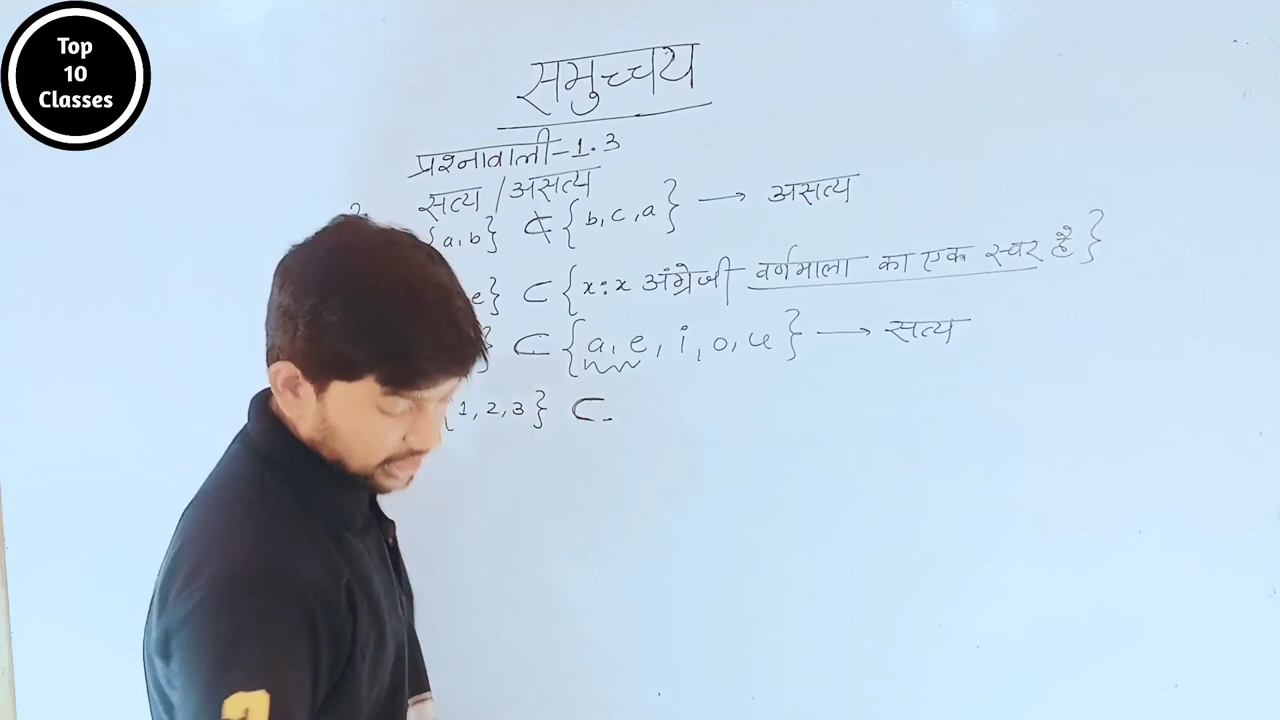 Top
10
Classes
समुच्चय
प्रश्नावाली-1.3
सत्य / असत्य
a, b} ⊄ {b, c, a} → असत्य
e} ⊂ {x : x अंग्रेजी वर्णमाला का एक स्वर है}
} ⊂ {a, e, i, o, u} → सत्य
{1, 2, 3} ⊂